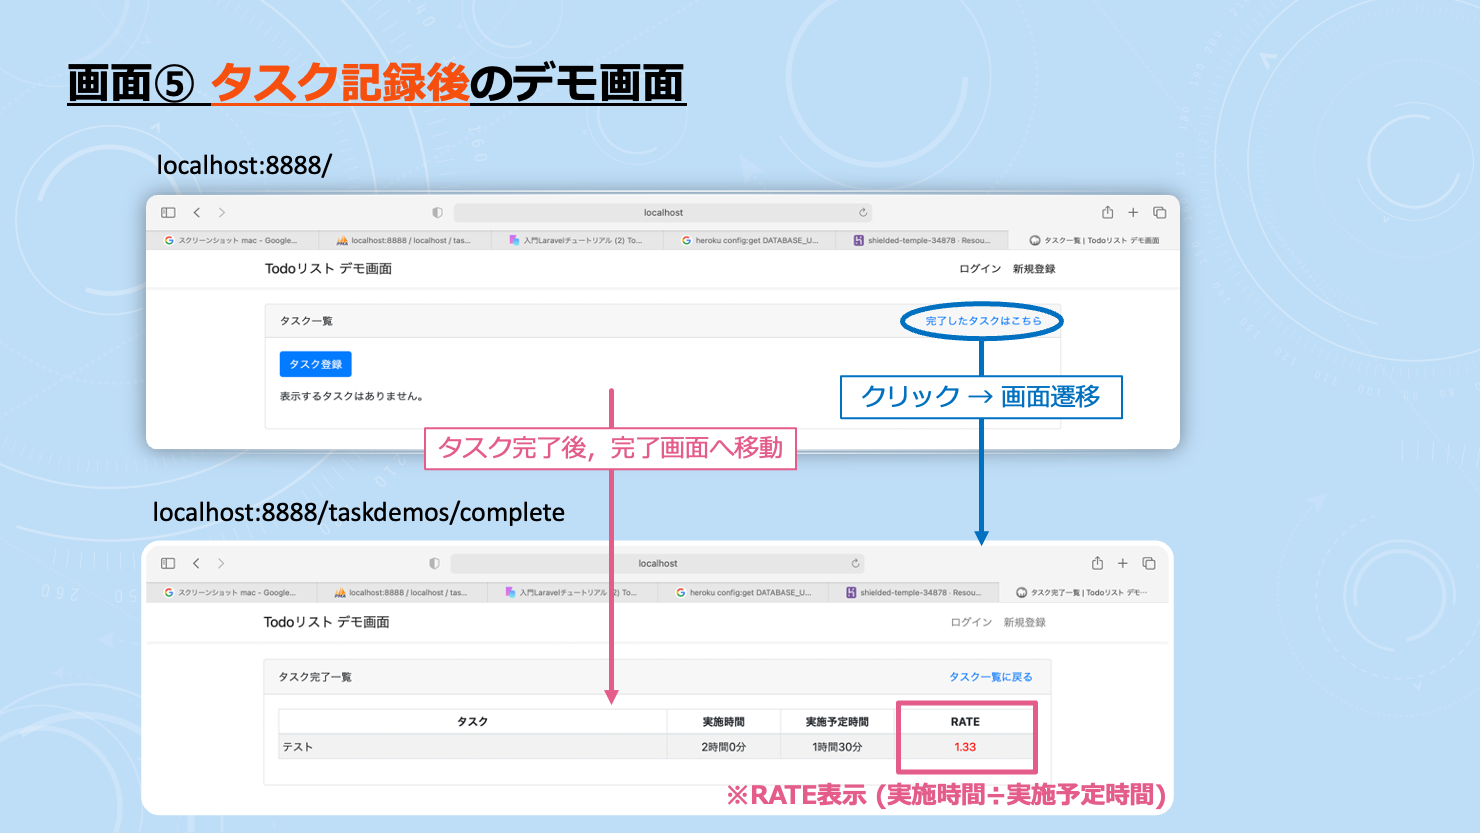 画面⑤ タスク記録後のデモ画面
localhost:8888/
localhost
スクリーンショット mac - Google...
localhost:8888 / localhost / tas...
入門Laravelチュートリアル (2) To...
heroku config:get DATABASE_U...
shielded-temple-34878 · Resou...
タスク一覧 | Todoリスト デモ画面
Todoリスト デモ画面
ログイン 新規登録
タスク一覧
完了したタスクはこちら
タスク登録
表示するタスクはありません。
クリック → 画面遷移
タスク完了後，完了画面へ移動
localhost:8888/taskdemos/complete
localhost
スクリーンショット mac - Google...
localhost:8888 / localhost / tas...
入門Laravelチュートリアル (2) To...
heroku config:get DATABASE_U...
shielded-temple-34878 · Resou...
タスク完了一覧 | Todoリスト デモ...
Todoリスト デモ画面
ログイン 新規登録
タスク完了一覧
タスク一覧に戻る
タスク 実施時間 実施予定時間 RATE
テスト 2時間0分 1時間30分 1.33
※RATE表示 (実施時間÷実施予定時間)